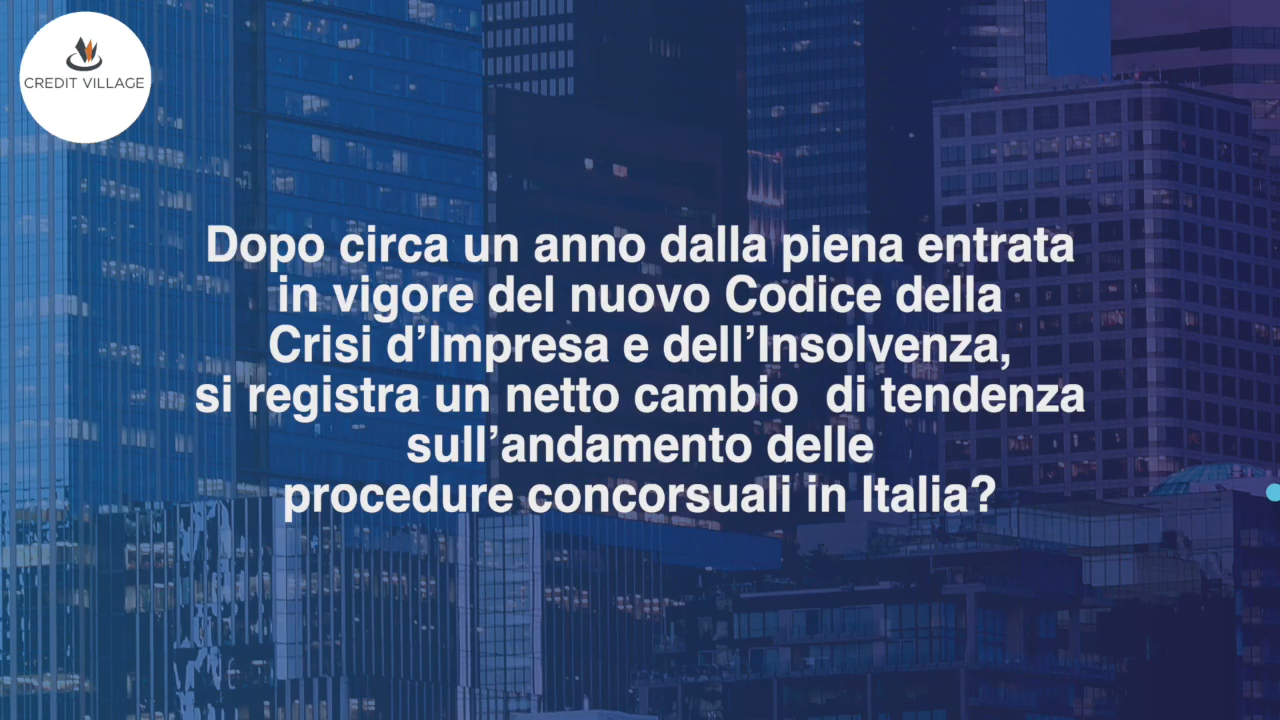 CREDIT VILLAGE
Dopo circa un anno dalla piena entrata
in vigore del nuovo Codice della
Crisi d’Impresa e dell’Insolvenza,
si registra un netto cambio  di tendenza
sull’andamento delle
procedure concorsuali in Italia?